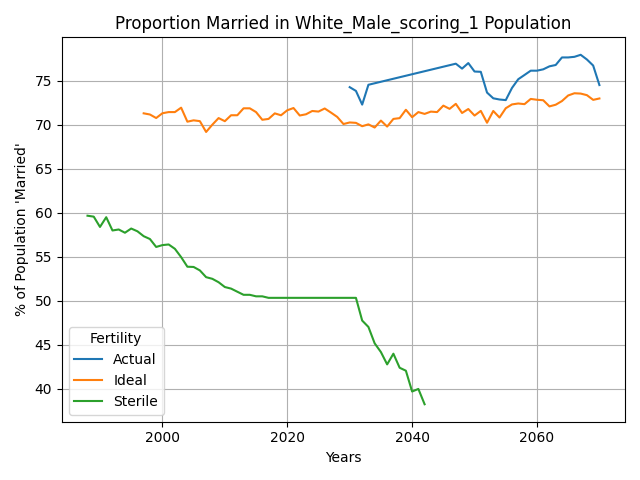 Proportion Married in White_Male_scoring_1 Population
% of Population 'Married'
75
70
65
60
55
50
45
40
Fertility
Actual
Ideal
Sterile
2000 2020 2040 2060
Years